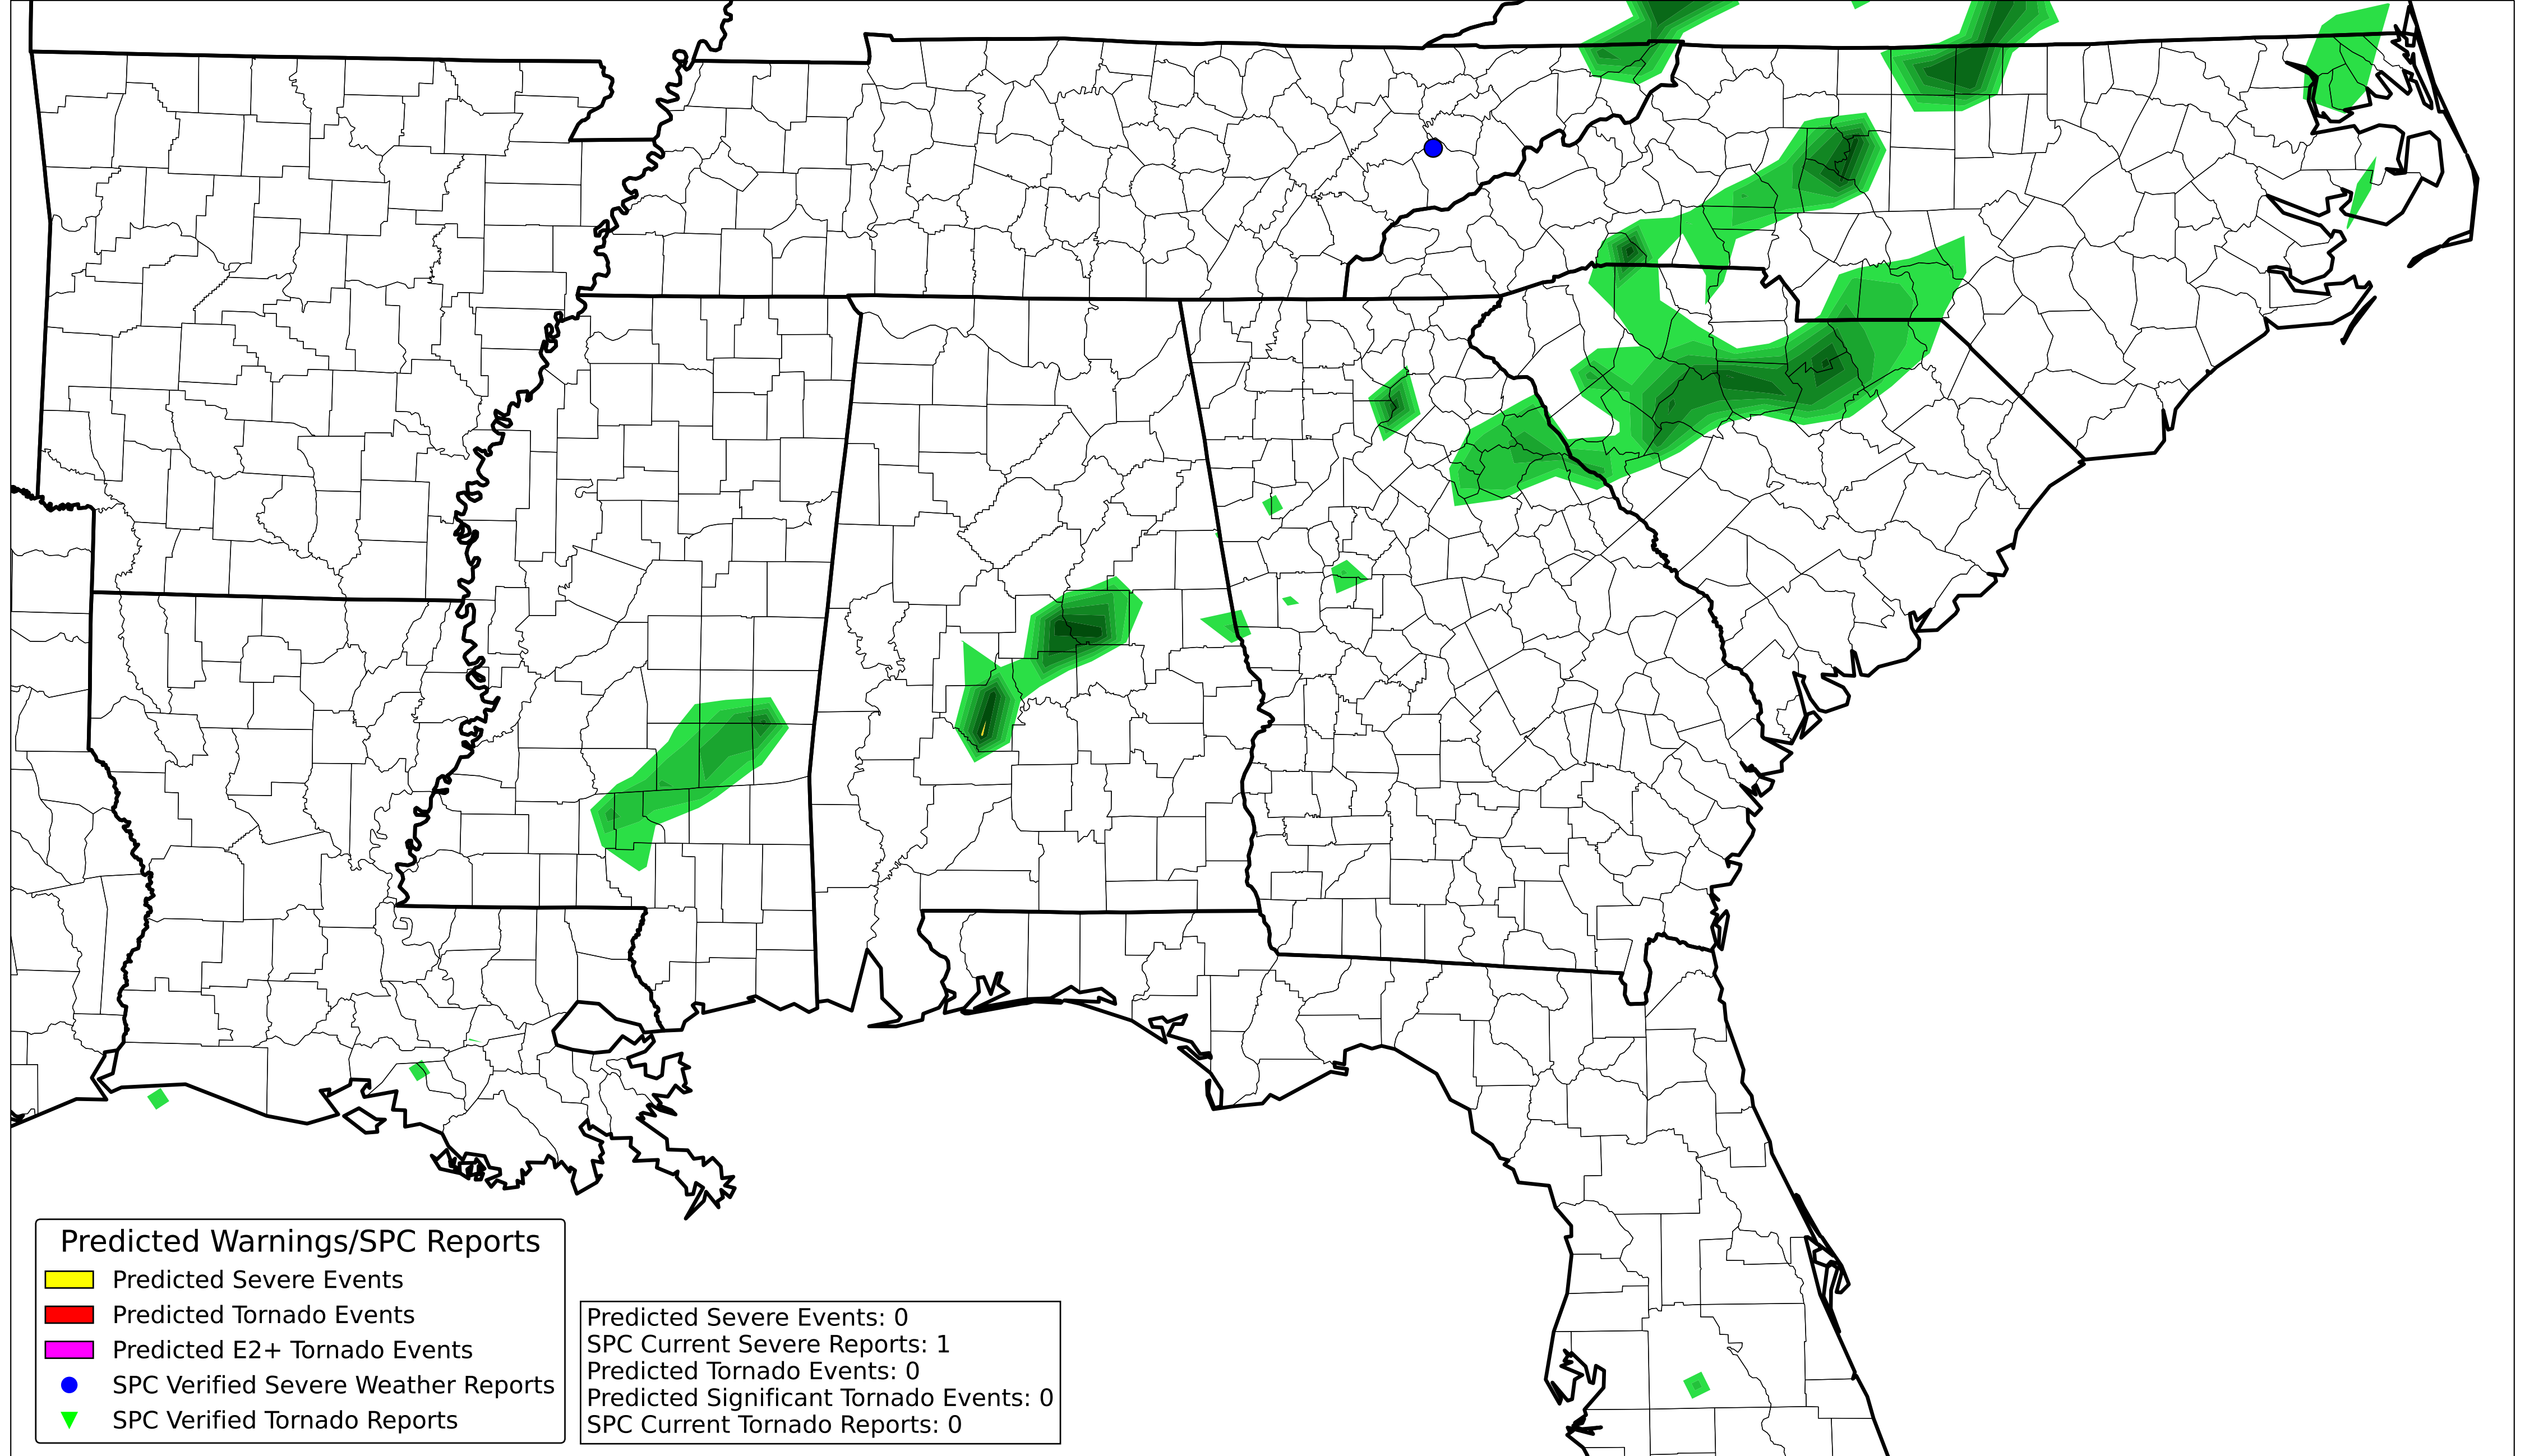 Predicted Warnings/SPC Reports
Predicted Severe Events
Predicted Tornado Events
Predicted E2+ Tornado Events
SPC Verified Severe Weather Reports
SPC Verified Tornado Reports
Predicted Severe Events: 0
SPC Current Severe Reports: 1
Predicted Tornado Events: 0
Predicted Significant Tornado Events: 0
SPC Current Tornado Reports: 0